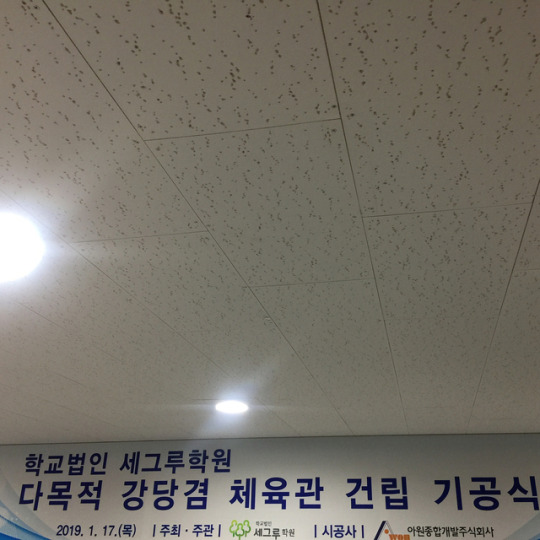 학교법인 세그루학원
다목적 강당겸 체육관 건립 기공식
2019. 1. 17.(목) | 주최·주관 | 학교법인 세그루학원 | 시공사 | 아원종합개발주식회사